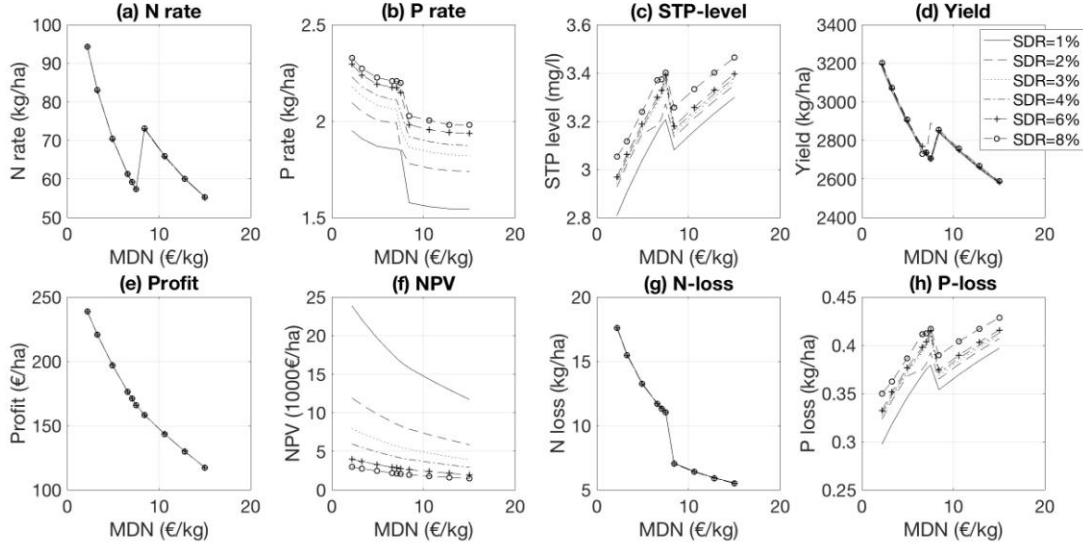 (a) N rate
N rate (kg/ha)
100
90
80
70
60
50
0
10
20
MDN (€/kg)
(b) P rate
P rate (kg/ha)
2.5
2
1.5
0
10
20
MDN (€/kg)
(c) STP-level
STP level (mg/l)
3.6
3.4
3.2
3
2.8
0
10
20
MDN (€/kg)
(d) Yield
Yield (kg/ha)
3400
3200
3000
2800
2600
2400
0
10
20
MDN (€/kg)
SDR=1%
SDR=2%
SDR=3%
SDR=4%
SDR=6%
SDR=8%
(e) Profit
Profit (€/ha)
250
200
150
100
0
10
20
MDN (€/kg)
(f) NPV
NPV (1000€/ha)
25
20
15
10
5
0
0
10
20
MDN (€/kg)
(g) N-loss
N loss (kg/ha)
20
15
10
5
0
10
20
MDN (€/kg)
(h) P-loss
P loss (kg/ha)
0.45
0.4
0.35
0.3
0.25
0
10
20
MDN (€/kg)